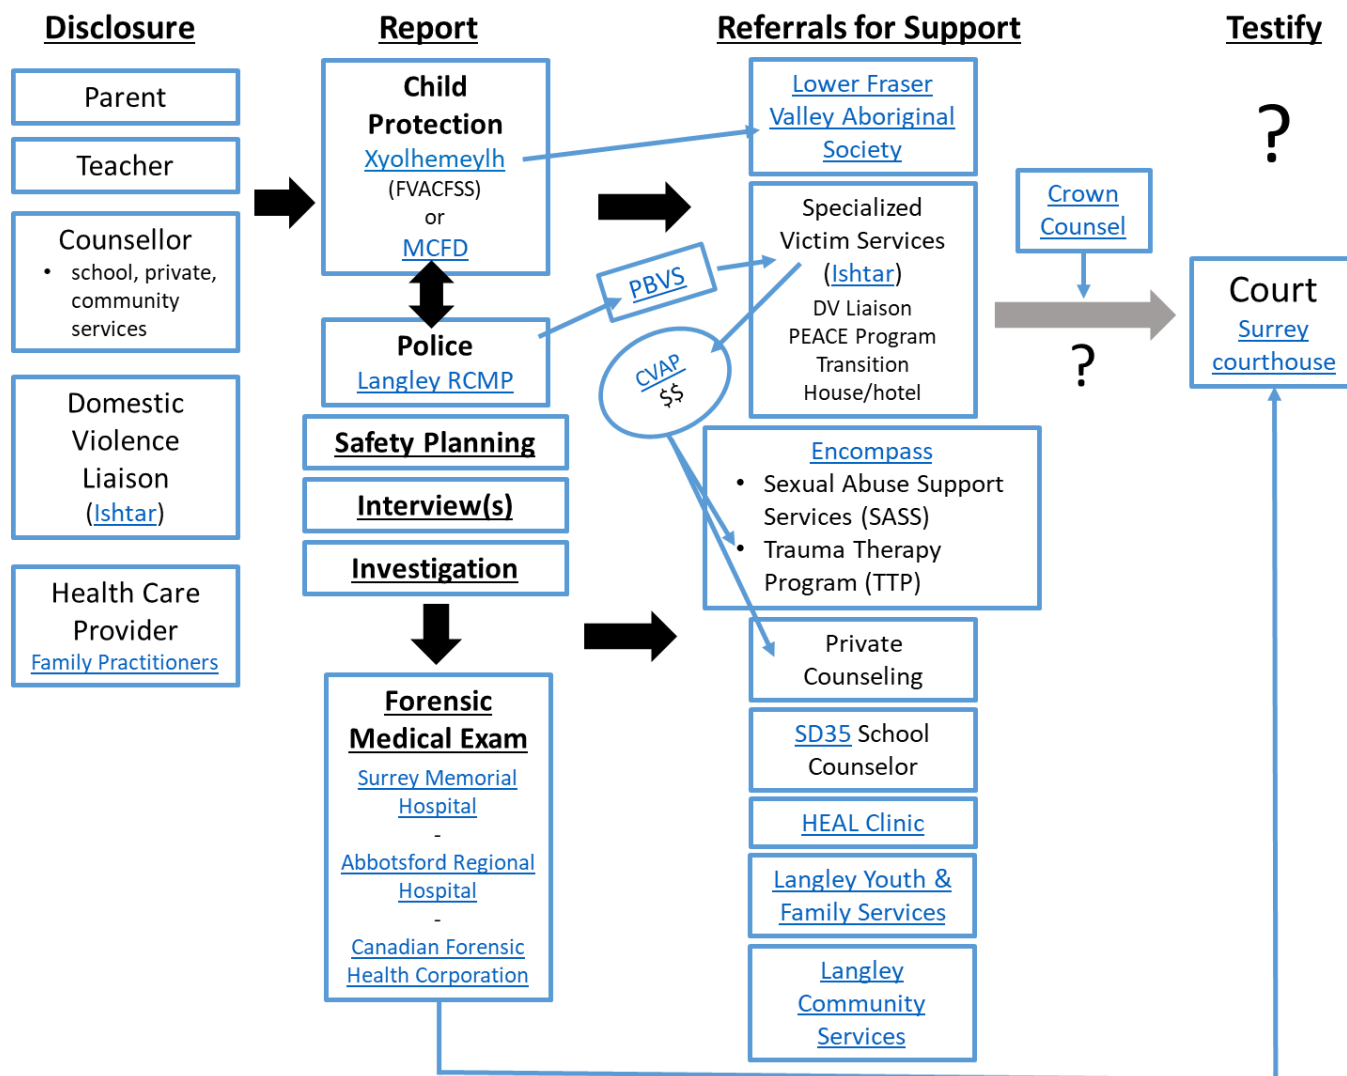 Disclosure
Parent
Teacher
Counsellor
• school, private,
community
services
Domestic
Violence
Liaison
(Ishtar)
Health Care
Provider
Family Practitioners
Report
Child
Protection
Xyolhemeylh
(FVACFSS)
or
MCFD
Police
Langley RCMP
Safety Planning
Interview(s)
Investigation
Forensic
Medical Exam
Surrey Memorial
Hospital
-
Abbotsford Regional
Hospital
-
Canadian Forensic
Health Corporation
PBVS
CVAP
$$
Referrals for Support
Lower Fraser
Valley Aboriginal
Society
Specialized
Victim Services
(Ishtar)
DV Liaison
PEACE Program
Transition
House/hotel
Encompass
• Sexual Abuse Support
Services (SASS)
• Trauma Therapy
Program (TTP)
Private
Counseling
SD35 School
Counselor
HEAL Clinic
Langley Youth &
Family Services
Langley
Community
Services
Crown
Counsel
?
Testify
?
Court
Surrey
courthouse